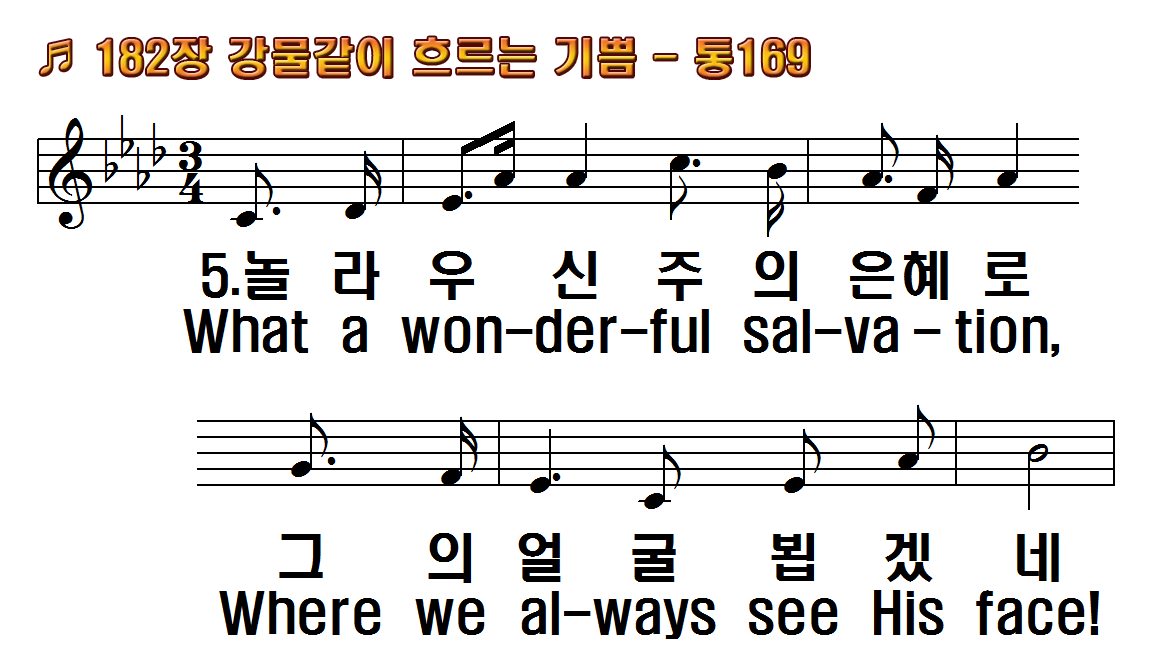 ♬ 182장 강물같이 흐르는 기쁨 - 통169
3
4
5.놀 라 우 신 주 의 은혜 로
What a won-der-ful sal-va-tion,
그 의 얼 굴 뵙 겠 네
Where we al-ways see His face!